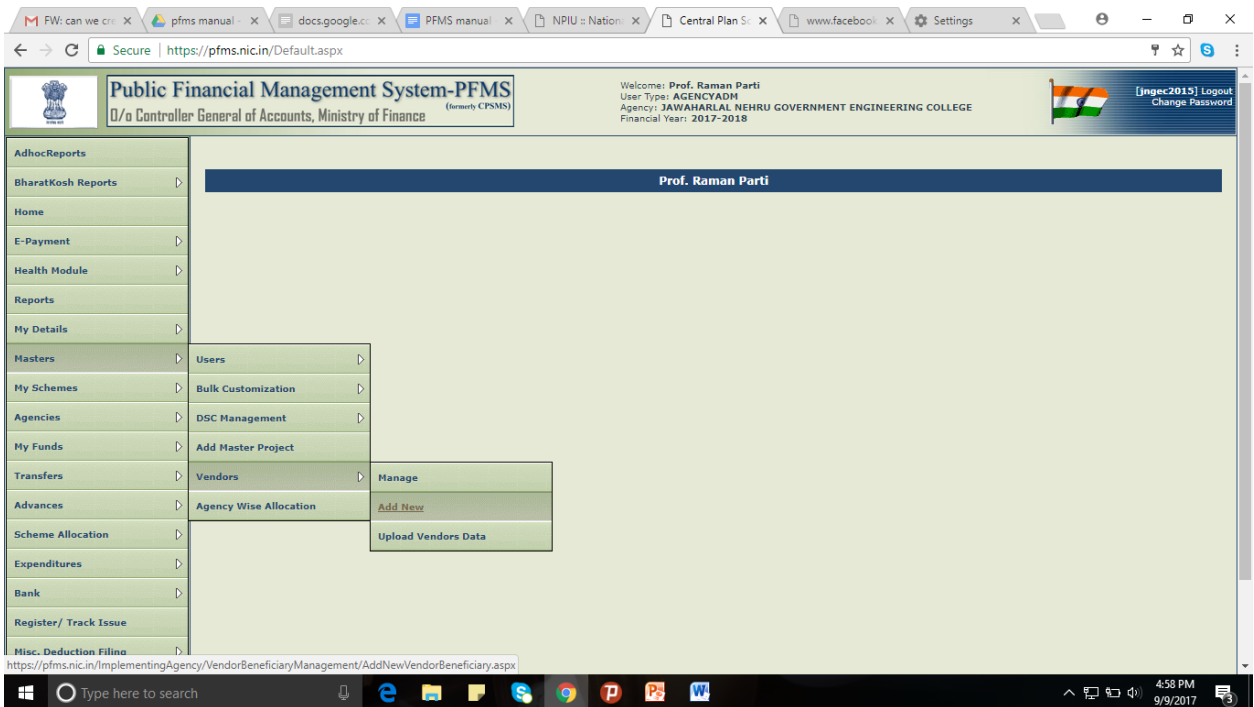 FW: can we cre
pfms manual -
docs.google.cc
PFMS manual
NPIU :: Nation
Central Plan Sc
www.facebook
Settings
Secure | https://pfms.nic.in/Default.aspx
Public Financial Management System-PFMS
(formerly CPSMS)
O/o Controller General of Accounts, Ministry of Finance
Welcome: Prof. Raman Parti
User Type: AGENCYADM
Agency: JAWAHARLAL NEHRU GOVERNMENT ENGINEERING COLLEGE
Financial Year: 2017-2018
[jngec2015] Logout
Change Password
Prof. Raman Parti
AdhocReports
BharatKosh Reports
Home
E-Payment
Health Module
Reports
My Details
Masters
My Schemes
Agencies
My Funds
Transfers
Advances
Scheme Allocation
Expenditures
Bank
Register/ Track Issue
Misc. Deduction Filing
Users
Bulk Customization
DSC Management
Add Master Project
Vendors
Agency Wise Allocation
Manage
Add New
Upload Vendors Data
https://pfms.nic.in/ImplementingAgency/VendorBeneficiaryManagement/AddNewVendorBeneficiary.aspx
Type here to search
4:58 PM
9/9/2017